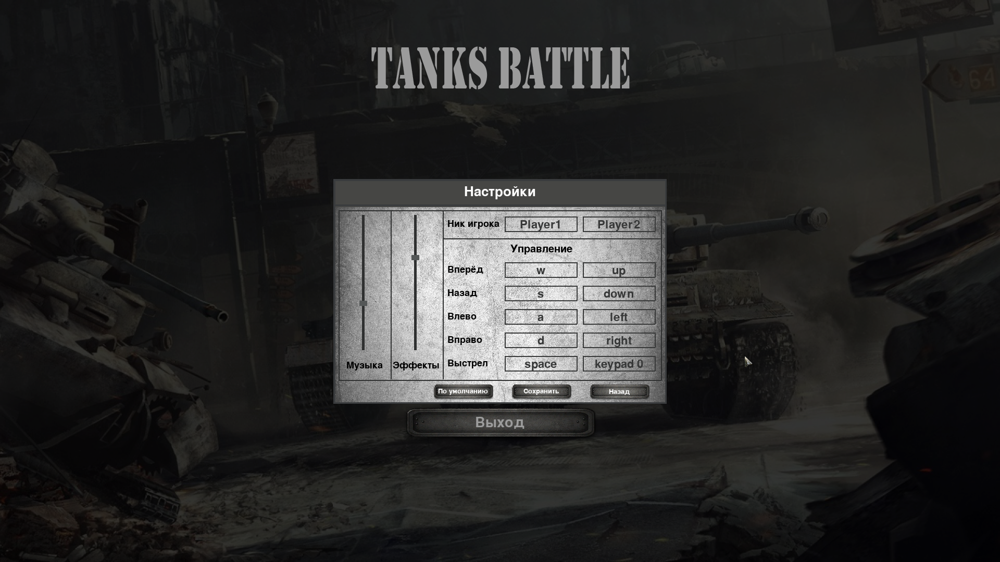 TANKS BATTLE
64
Настройки
Ник игрока Player1 Player2
Управление
Вперёд w up
Назад s down
Влево a left
Вправо d right
Выстрел space keypad 0
Музыка Эффекты
По умолчанию Сохранить Назад
Выход